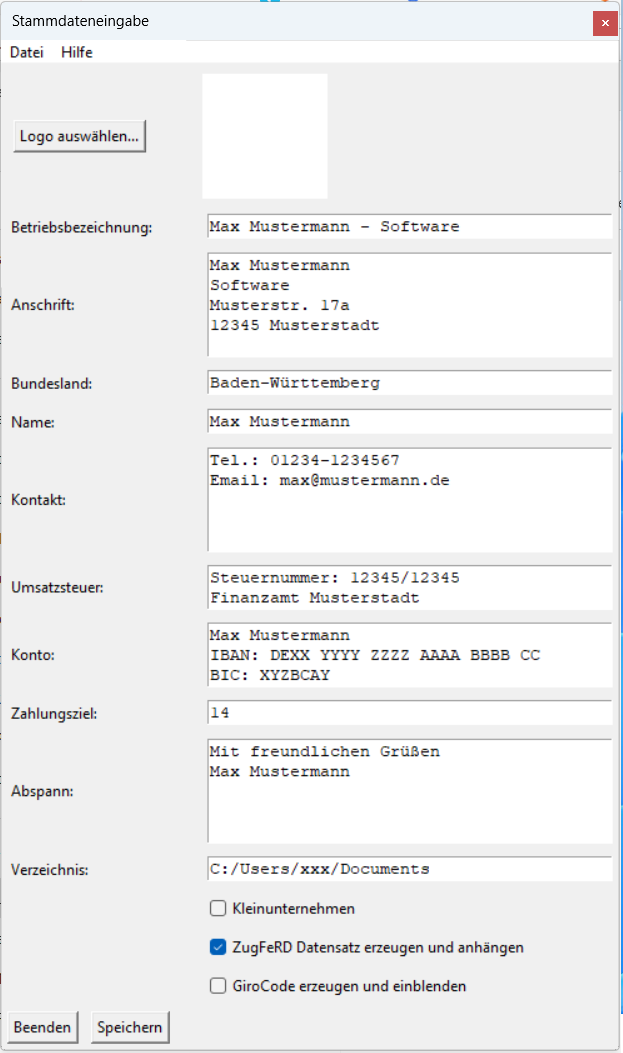 Stammdateneingabe
Datei Hilfe
Logo auswählen...
Betriebsbezeichnung:
Max Mustermann - Software
Anschrift:
Max Mustermann
Software
Musterstr. 17a
12345 Musterstadt
Bundesland:
Baden-Württemberg
Name:
Max Mustermann
Kontakt:
Tel.: 01234-1234567
Email: max@mustermann.de
Umsatzsteuer:
Steuernummer: 12345/12345
Finanzamt Musterstadt
Konto:
Max Mustermann
IBAN: DEXX YYYY ZZZZ AAAA BBBB CC
BIC: XYZBCAY
Zahlungsziel:
14
Abspann:
Mit freundlichen Grüßen
Max Mustermann
Verzeichnis:
C:/Users/xxx/Documents
Kleinunternehmen
ZugFeRD Datensatz erzeugen und anhängen
GiroCode erzeugen und einblenden
Beenden Speichern